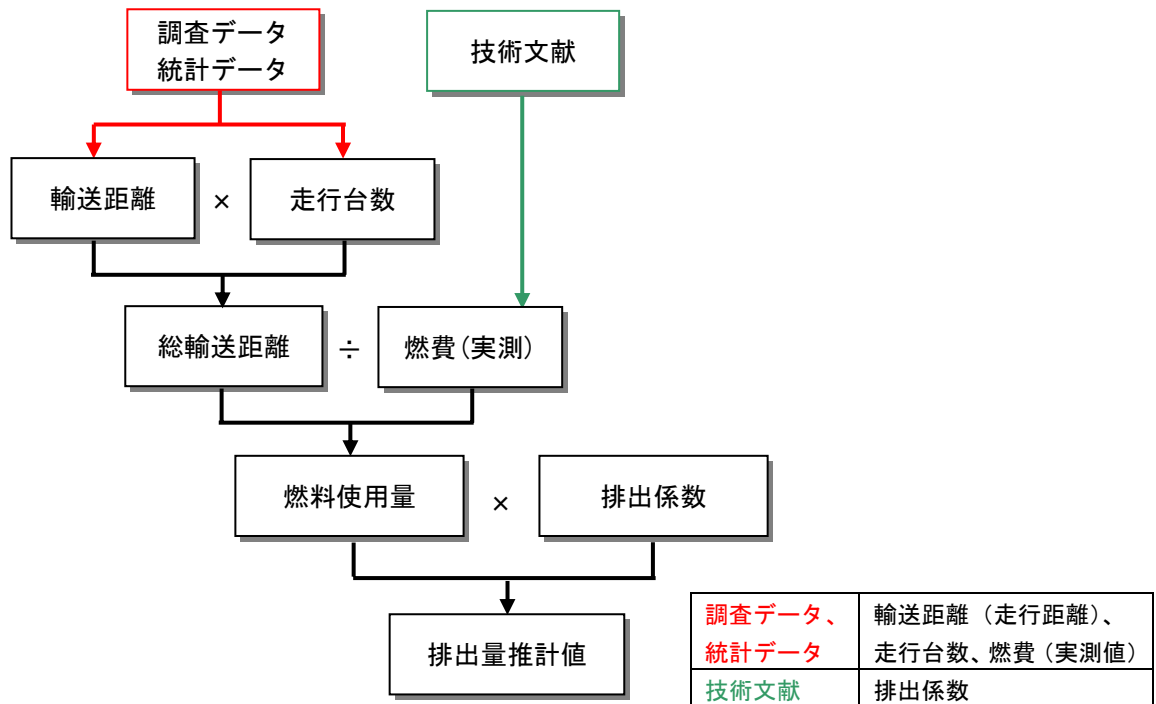 調査データ
統計データ
技術文献
輸送距離
×
走行台数
総輸送距離
÷
燃費(実測)
燃料使用量
×
排出係数
排出量推計値
調査データ、
統計データ
輸送距離(走行距離)、
走行台数、燃費(実測値)
技術文献
排出係数